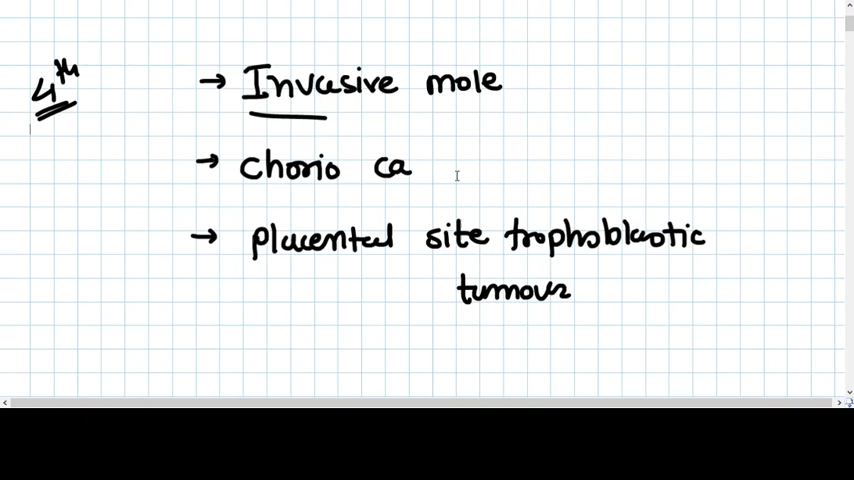 4th
→ Invasive mole
→ chorio ca
→ placental site trophoblastic
tumour